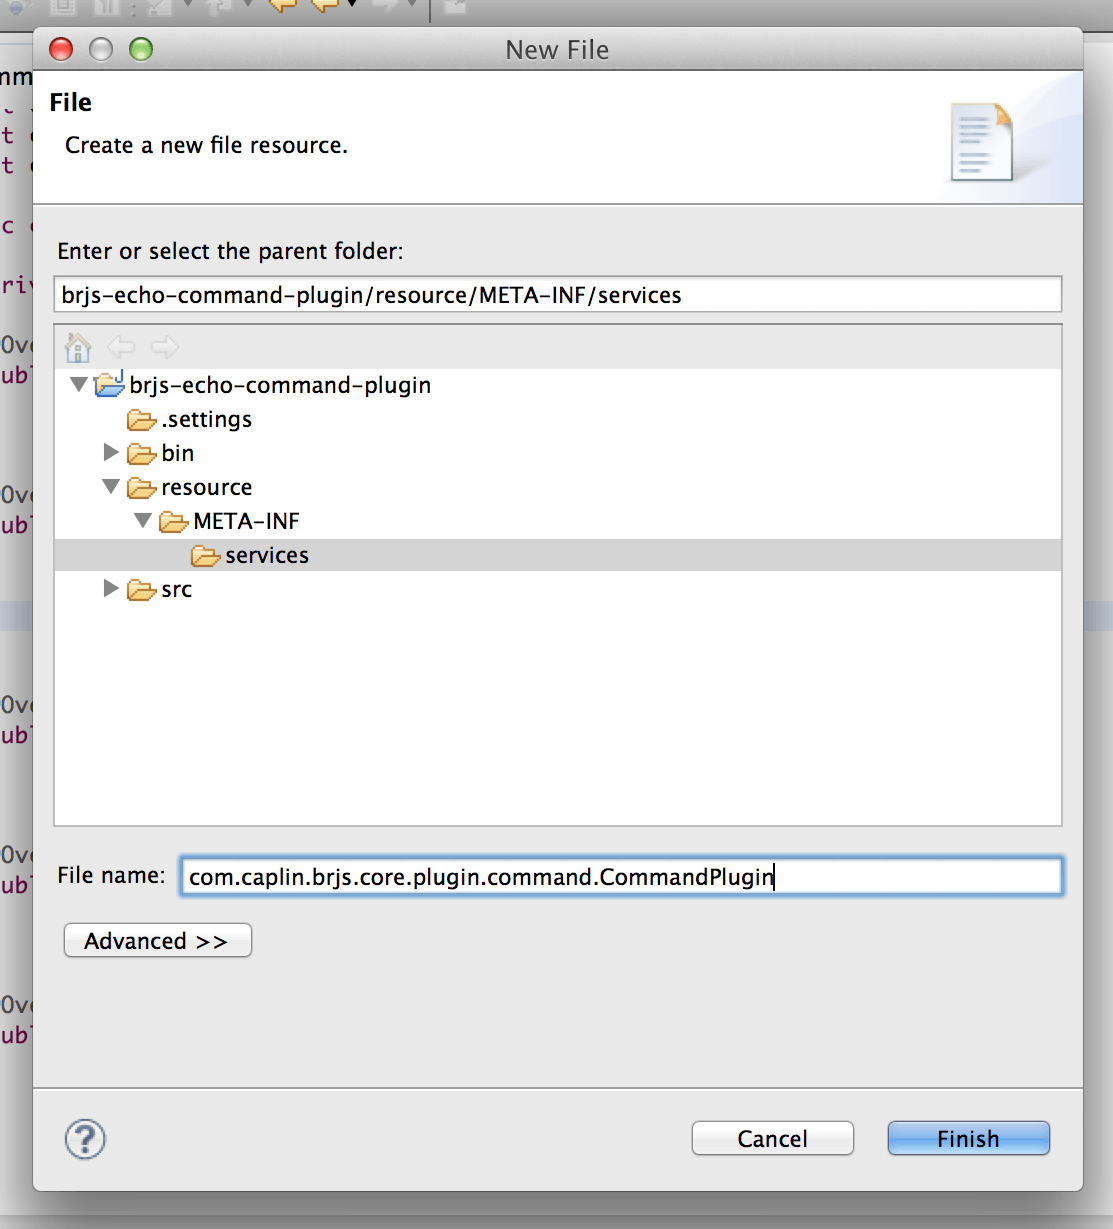 New File
File
Create a new file resource.
Enter or select the parent folder:
brjs-echo-command-plugin/resource/META-INF/services
brjs-echo-command-plugin
.settings
bin
resource
META-INF
services
src
File name: com.caplin.brjs.core.plugin.command.CommandPlugin
Advanced >>
? Cancel Finish